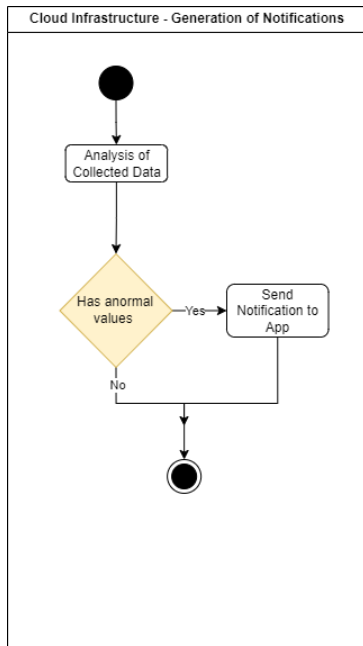 Cloud Infrastructure - Generation of Notifications
Analysis of
Collected Data
Has anormal
values
Yes
Send
Notification to
App
No